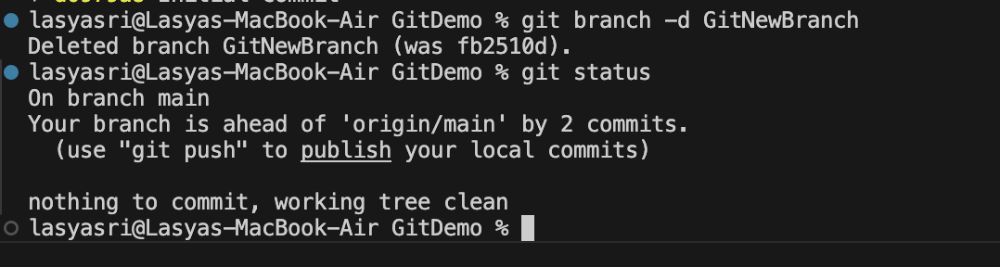 lasyasri@Lasyas-MacBook-Air GitDemo % git branch -d GitNewBranch
Deleted branch GitNewBranch (was fb2510d).
lasyasri@Lasyas-MacBook-Air GitDemo % git status
On branch main
Your branch is ahead of 'origin/main' by 2 commits.
  (use "git push" to publish your local commits)

nothing to commit, working tree clean
lasyasri@Lasyas-MacBook-Air GitDemo %